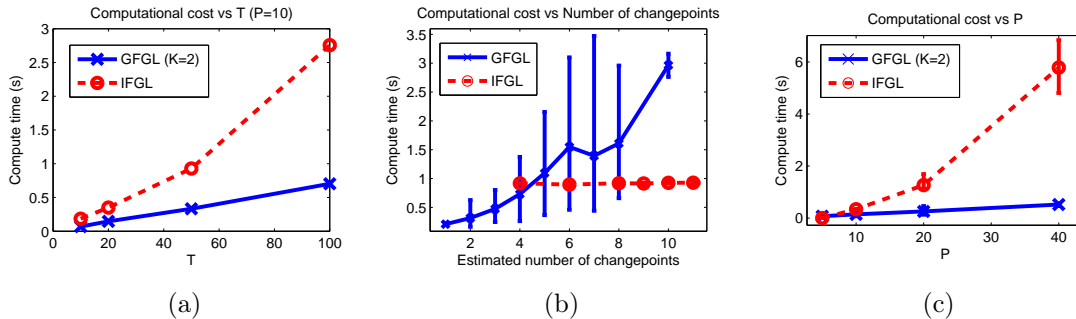 Computational cost vs T (P=10)
3
2.5
2
1.5
1
0.5
0
Compute time (s)
GFGL (K=2)
IFGL
20
40
60
80
100
T
(a)
Computational cost vs Number of changepoints
3.5
3
2.5
2
1.5
1
0.5
Compute time (s)
GFGL
IFGL
2
4
6
8
10
Estimated number of changepoints
(b)
Computational cost vs P
6
4
2
0
Compute time (s)
GFGL (K=2)
IFGL
10
20
30
40
P
(c)